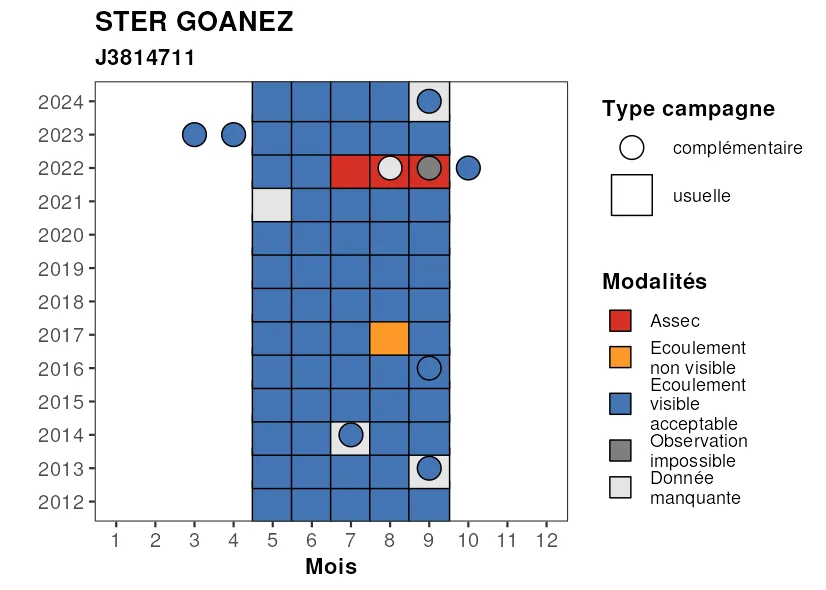 STER GOANEZ
J3814711
2024
2023
2022
2021
2020
2019
2018
2017
2016
2015
2014
2013
2012
1 2 3 4 5 6 7 8 9 10 11 12
Mois
Type campagne
complémentaire
usuelle
Modalités
Assec
Ecoulement
non visible
Ecoulement
visible
acceptable
Observation
impossible
Donnée
manquante